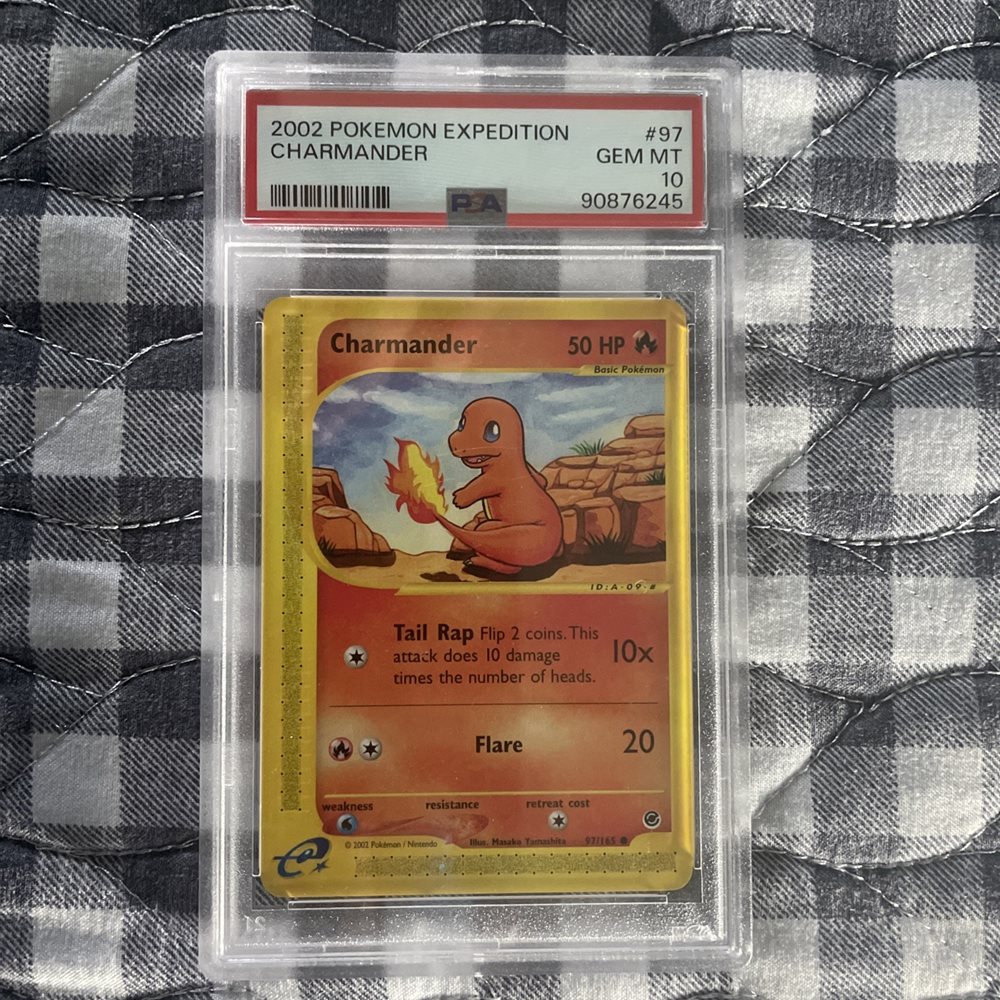 2002 POKEMON EXPEDITION #97
CHARMANDER GEM MT
10
PSA 90876245
Charmander 50 HP
Basic Pokémon
ID:A-09-#
Tail Rap Flip 2 coins. This
attack does 10 damage 10x
times the number of heads.
Flare 20
weakness resistance retreat cost
© 2002 Pokémon / Nintendo Illus. Masako Yamashita 97/165
e